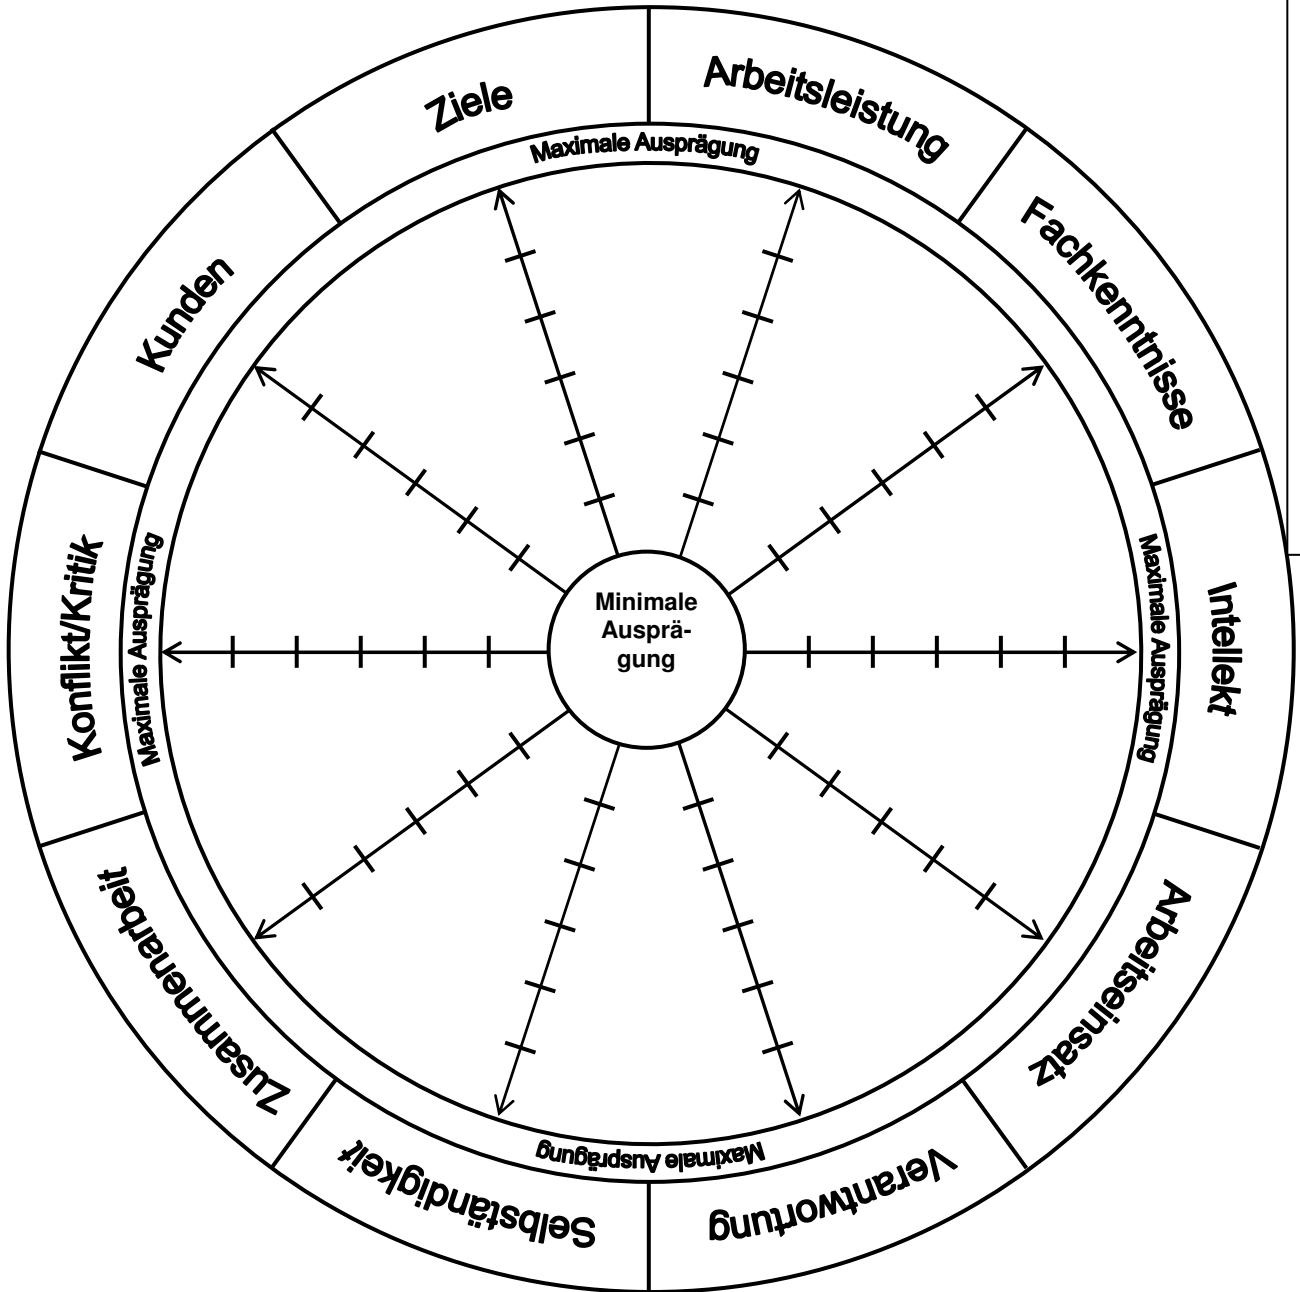 Ziele
Arbeitsleistung
Fachkenntnisse
Intellekt
Arbeitseinsatz
Verantwortung
Selbständigkeit
Zusammenarbeit
Konflikt/Kritik
Kunden
Maximale Ausprägung
Maximale Ausprägung
Maximale Ausprägung
Maximale Ausprägung
Minimale
Ausprä-
gung